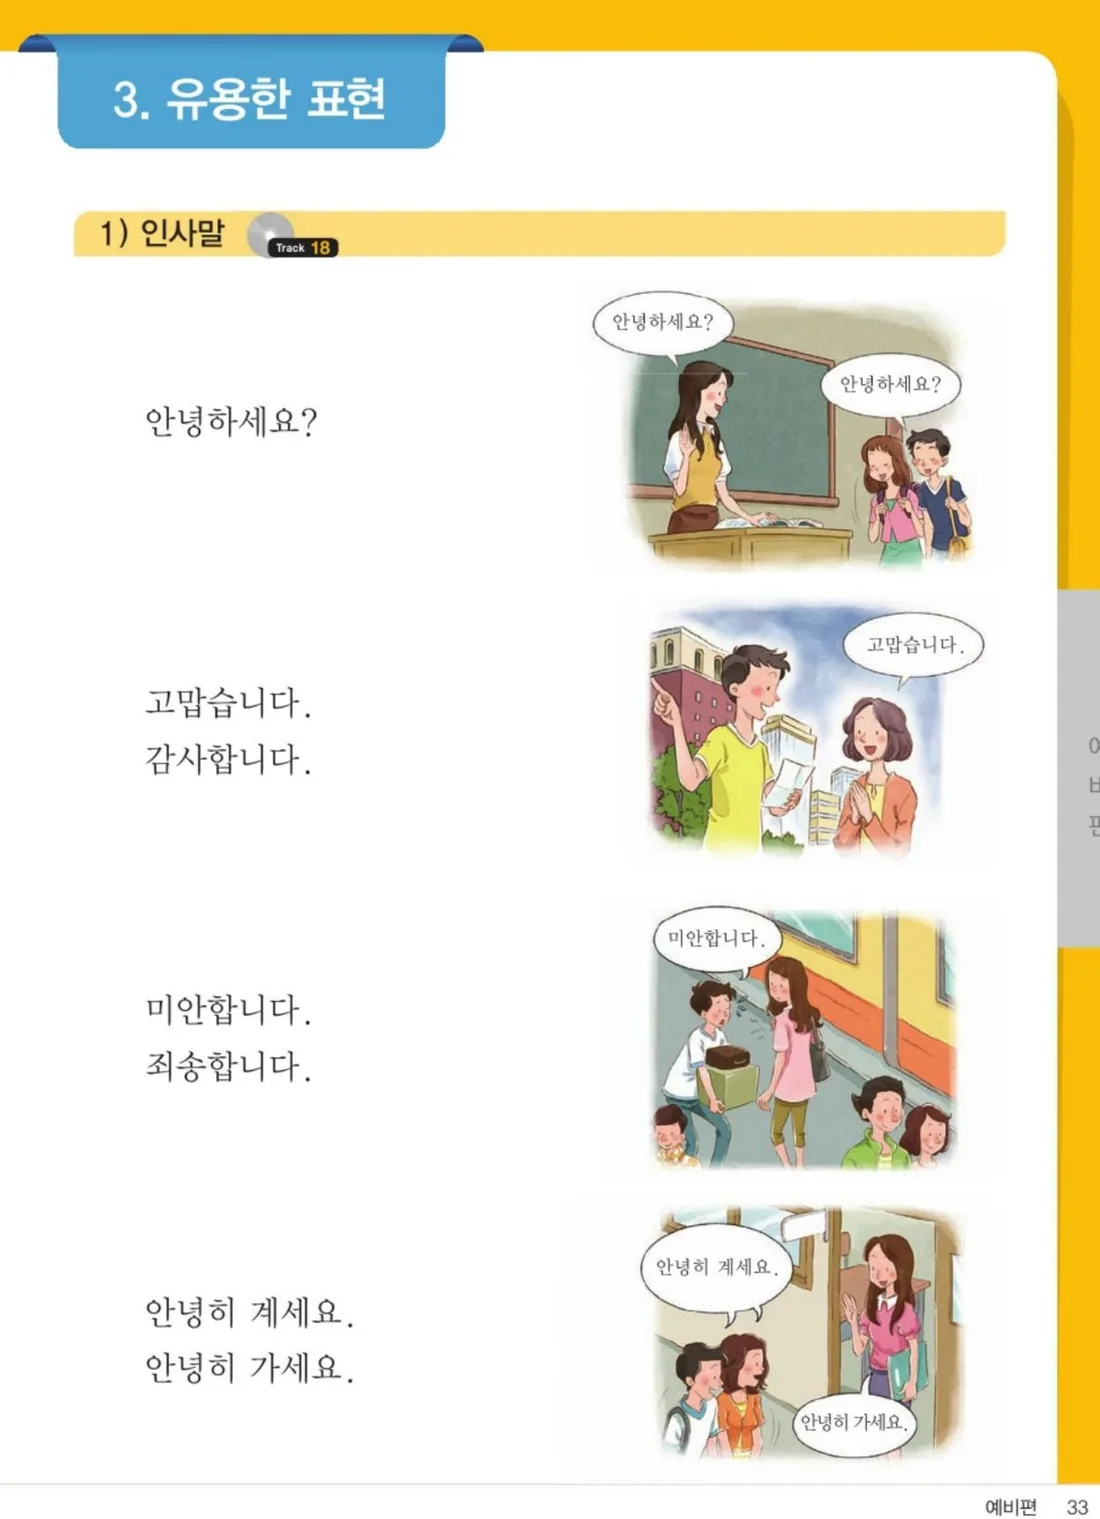 3. 유용한 표현
1) 인사말
Track 18
안녕하세요?
안녕하세요?
안녕하세요?
고맙습니다.
감사합니다.
고맙습니다.
미안합니다.
죄송합니다.
미안합니다.
안녕히 계세요.
안녕히 가세요.
안녕히 계세요.
안녕히 가세요.
예비편 33